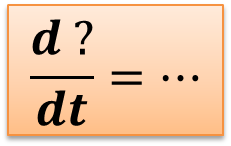 d ?
dt = ⋯